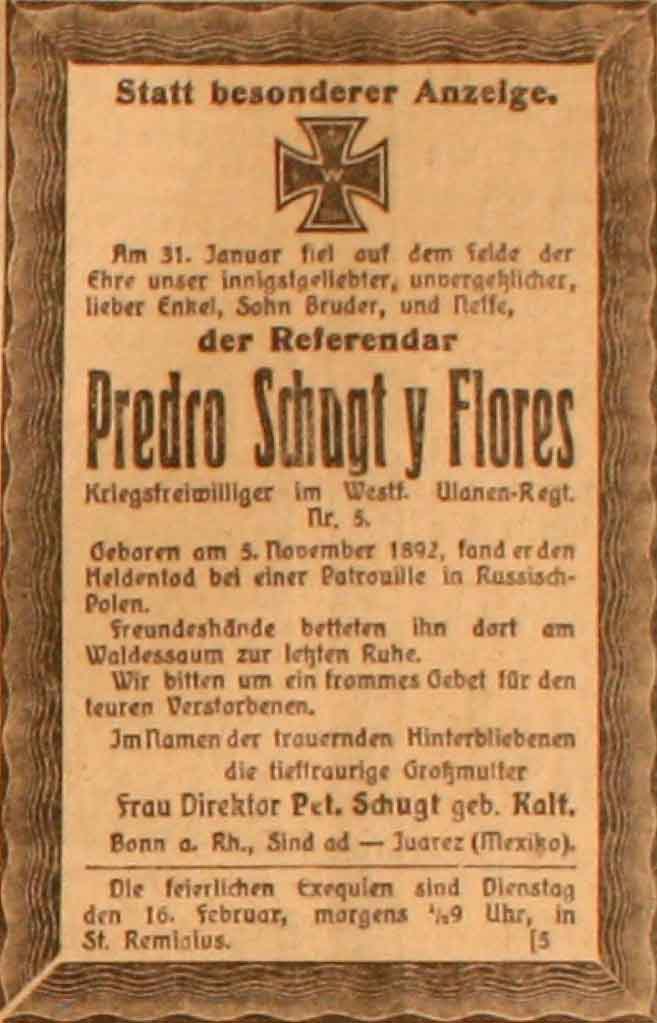 Statt besonderer Anzeige.
W
Am 31. Januar fiel auf dem Felde der
Ehre unser innigstgeliebter, unvergeßlicher,
lieber Enkel, Sohn Bruder, und Neffe,
der Referendar
Predro Schugt y Flores
Kriegsfreiwilliger im Westf. Ulanen-Regt.
Nr. 5.
Geboren am 5. November 1892, fand er den
Heldentod bei einer Patrouille in Russisch-
Polen.
Freundeshände betteten ihn dort am
Waldessaum zur letzten Ruhe.
Wir bitten um ein frommes Gebet für den
teuren Verstorbenen.
Im Namen der trauernden Hinterbliebenen
die tieftraurige Großmutter
Frau Direktor Pet. Schugt geb. Kalt.
Bonn a. Rh., Sind ad — Juarez (Mexiko).
Die feierlichen Exequien sind Dienstag
den 16. Februar, morgens ½9 Uhr, in
St. Remigius. [5